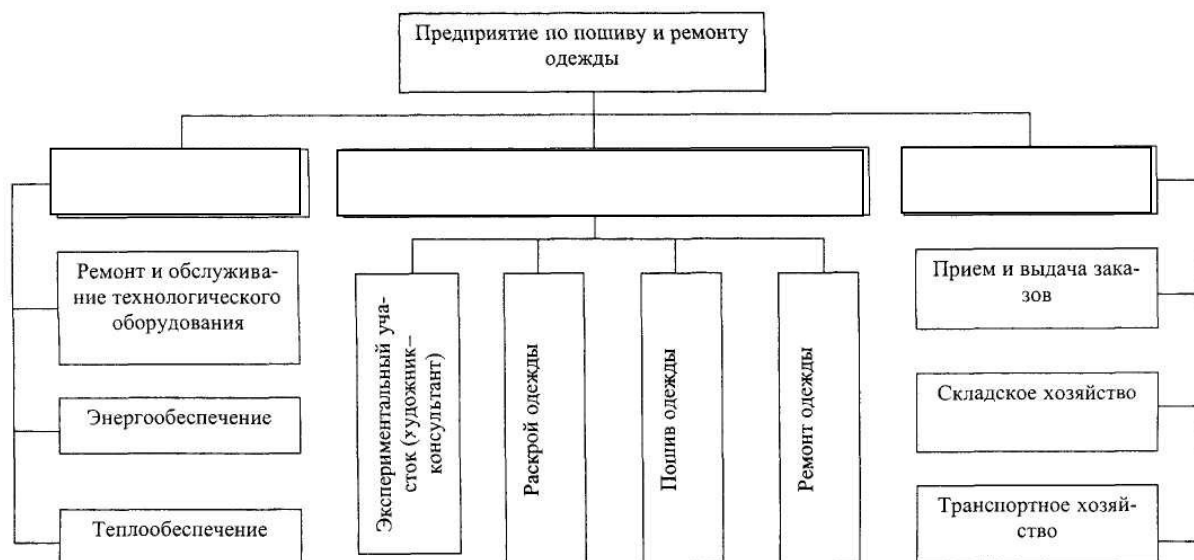 Предприятие по пошиву и ремонту
одежды
Ремонт и обслужива-
ние технологического
оборудования
Энергообеспечение
Теплообеспечение
Экспериментальный уча-
сток (художник–
консультант)
Раскрой одежды
Пошив одежды
Ремонт одежды
Прием и выдача зака-
зов
Складское хозяйство
Транспортное хозяй-
ство